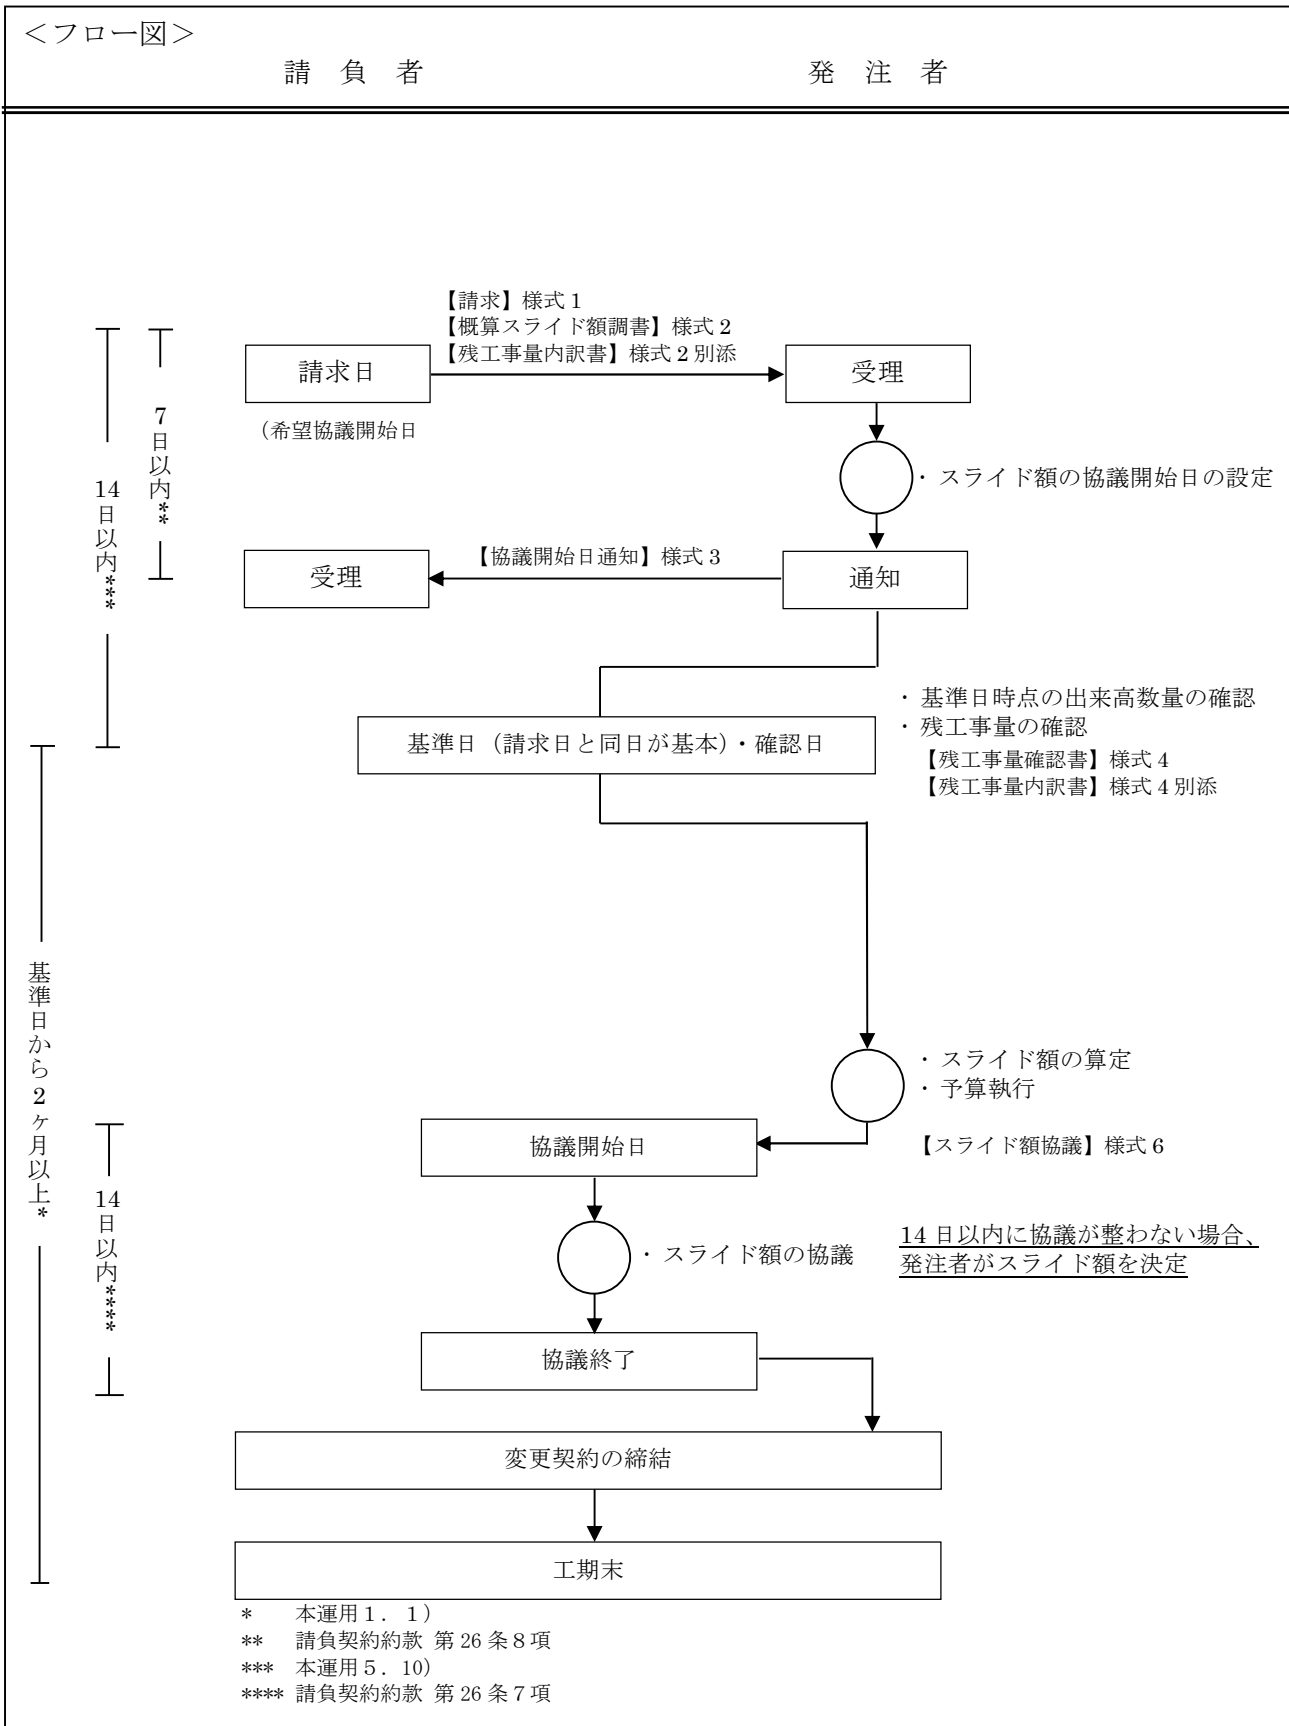 ＜フロー図＞
請　負　者　　　　　発　注　者
【請求】様式 1
【概算スライド額調書】様式 2
【残工事量内訳書】様式 2 別添
請求日
受理
（希望協議開始日
7日以内**
14日以内***
・スライド額の協議開始日の設定
【協議開始日通知】様式 3
受理
通知
・基準日時点の出来高数量の確認
・残工事量の確認
【残工事量確認書】様式 4
【残工事量内訳書】様式 4 別添
基準日（請求日と同日が基本）・確認日
基準日から2ヶ月以上*
・スライド額の算定
・予算執行
協議開始日
【スライド額協議】様式 6
14日以内****
・スライド額の協議
14 日以内に協議が整わない場合、
発注者がスライド額を決定
協議終了
変更契約の締結
工期末
*　本運用１．１）
**　請負契約約款 第 26 条８項
***　本運用５．10）
****　請負契約約款 第 26 条７項